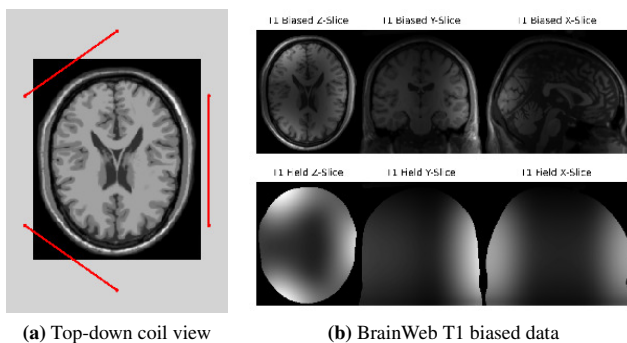 T1 Biased Z-Slice T1 Biased Y-Slice T1 Biased X-Slice
T1 Field Z-Slice T1 Field Y-Slice T1 Field X-Slice
(a) Top-down coil view (b) BrainWeb T1 biased data